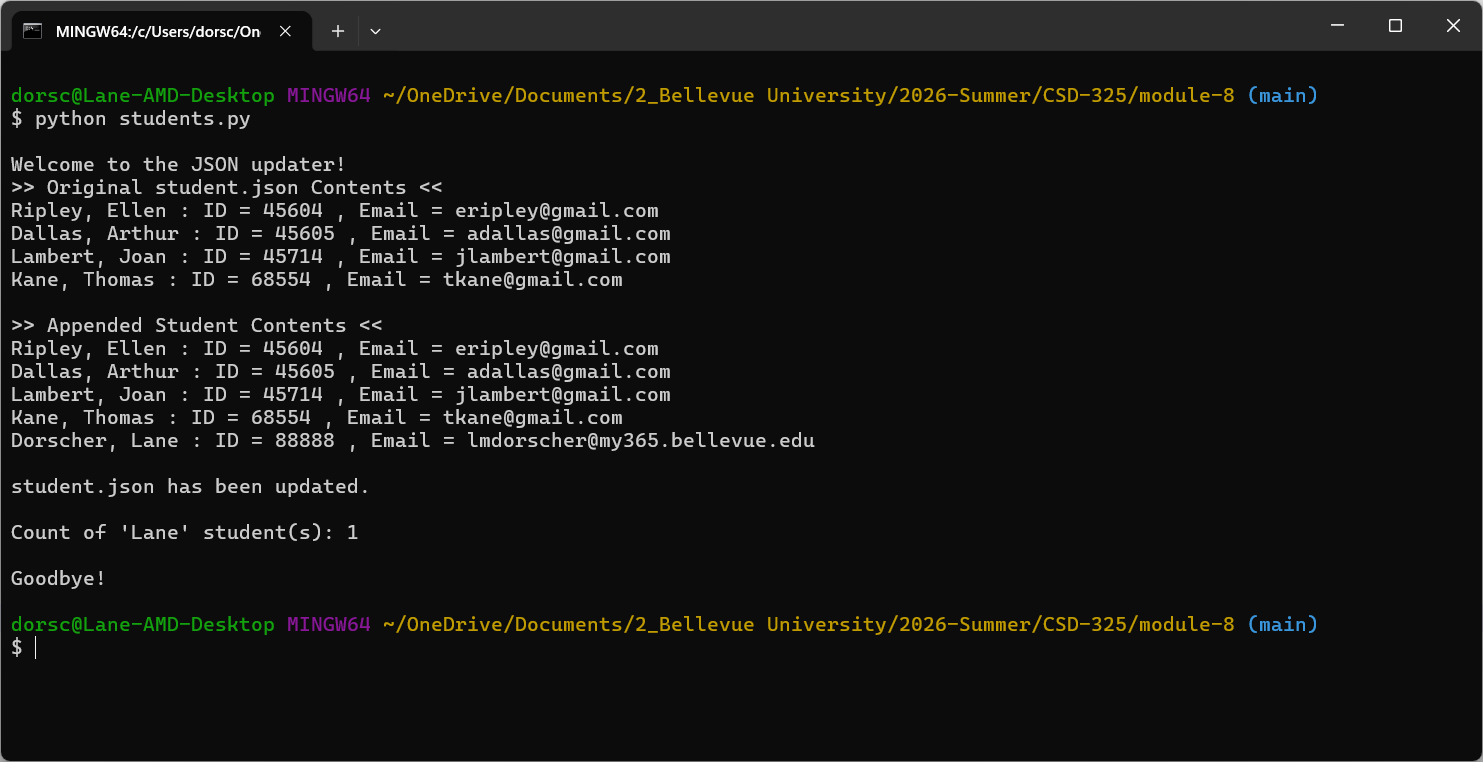 MINGW64:/c/Users/dorsc/On
dorsc@Lane-AMD-Desktop MINGW64 ~/OneDrive/Documents/2_Bellevue University/2026-Summer/CSD-325/module-8 (main)
$ python students.py
Welcome to the JSON updater!
>> Original student.json Contents <<
Ripley, Ellen : ID = 45604 , Email = eripley@gmail.com
Dallas, Arthur : ID = 45605 , Email = adallas@gmail.com
Lambert, Joan : ID = 45714 , Email = jlambert@gmail.com
Kane, Thomas : ID = 68554 , Email = tkane@gmail.com
>> Appended Student Contents <<
Ripley, Ellen : ID = 45604 , Email = eripley@gmail.com
Dallas, Arthur : ID = 45605 , Email = adallas@gmail.com
Lambert, Joan : ID = 45714 , Email = jlambert@gmail.com
Kane, Thomas : ID = 68554 , Email = tkane@gmail.com
Dorscher, Lane : ID = 88888 , Email = lmdorscher@my365.bellevue.edu
student.json has been updated.
Count of 'Lane' student(s): 1
Goodbye!
dorsc@Lane-AMD-Desktop MINGW64 ~/OneDrive/Documents/2_Bellevue University/2026-Summer/CSD-325/module-8 (main)
$